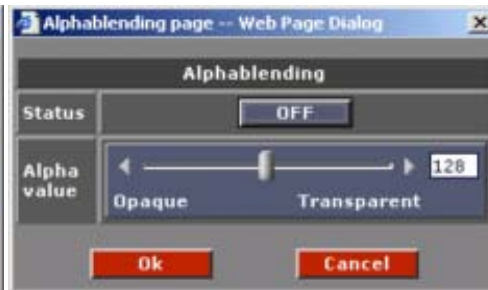 Alphablending page -- Web Page Dialog
Alphablending
Status
OFF
Alpha
value
128
Opaque
Transparent
Ok
Cancel